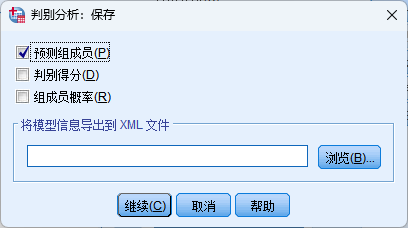 判别分析：保存
预测组成员(P)
判别得分(D)
组成员概率(R)
将模型信息导出到 XML 文件
浏览(B)...
继续(C) 取消 帮助